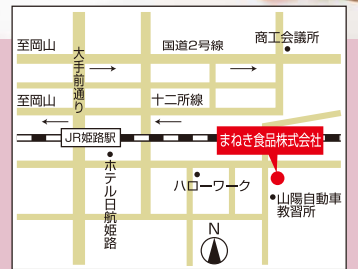 至岡山
国道2号線
商工会議所
大手前通り
至岡山
十二所線
JR姫路駅
まねき食品株式会社
ホテル日航姫路
ハローワーク
山陽自動車
教習所
N